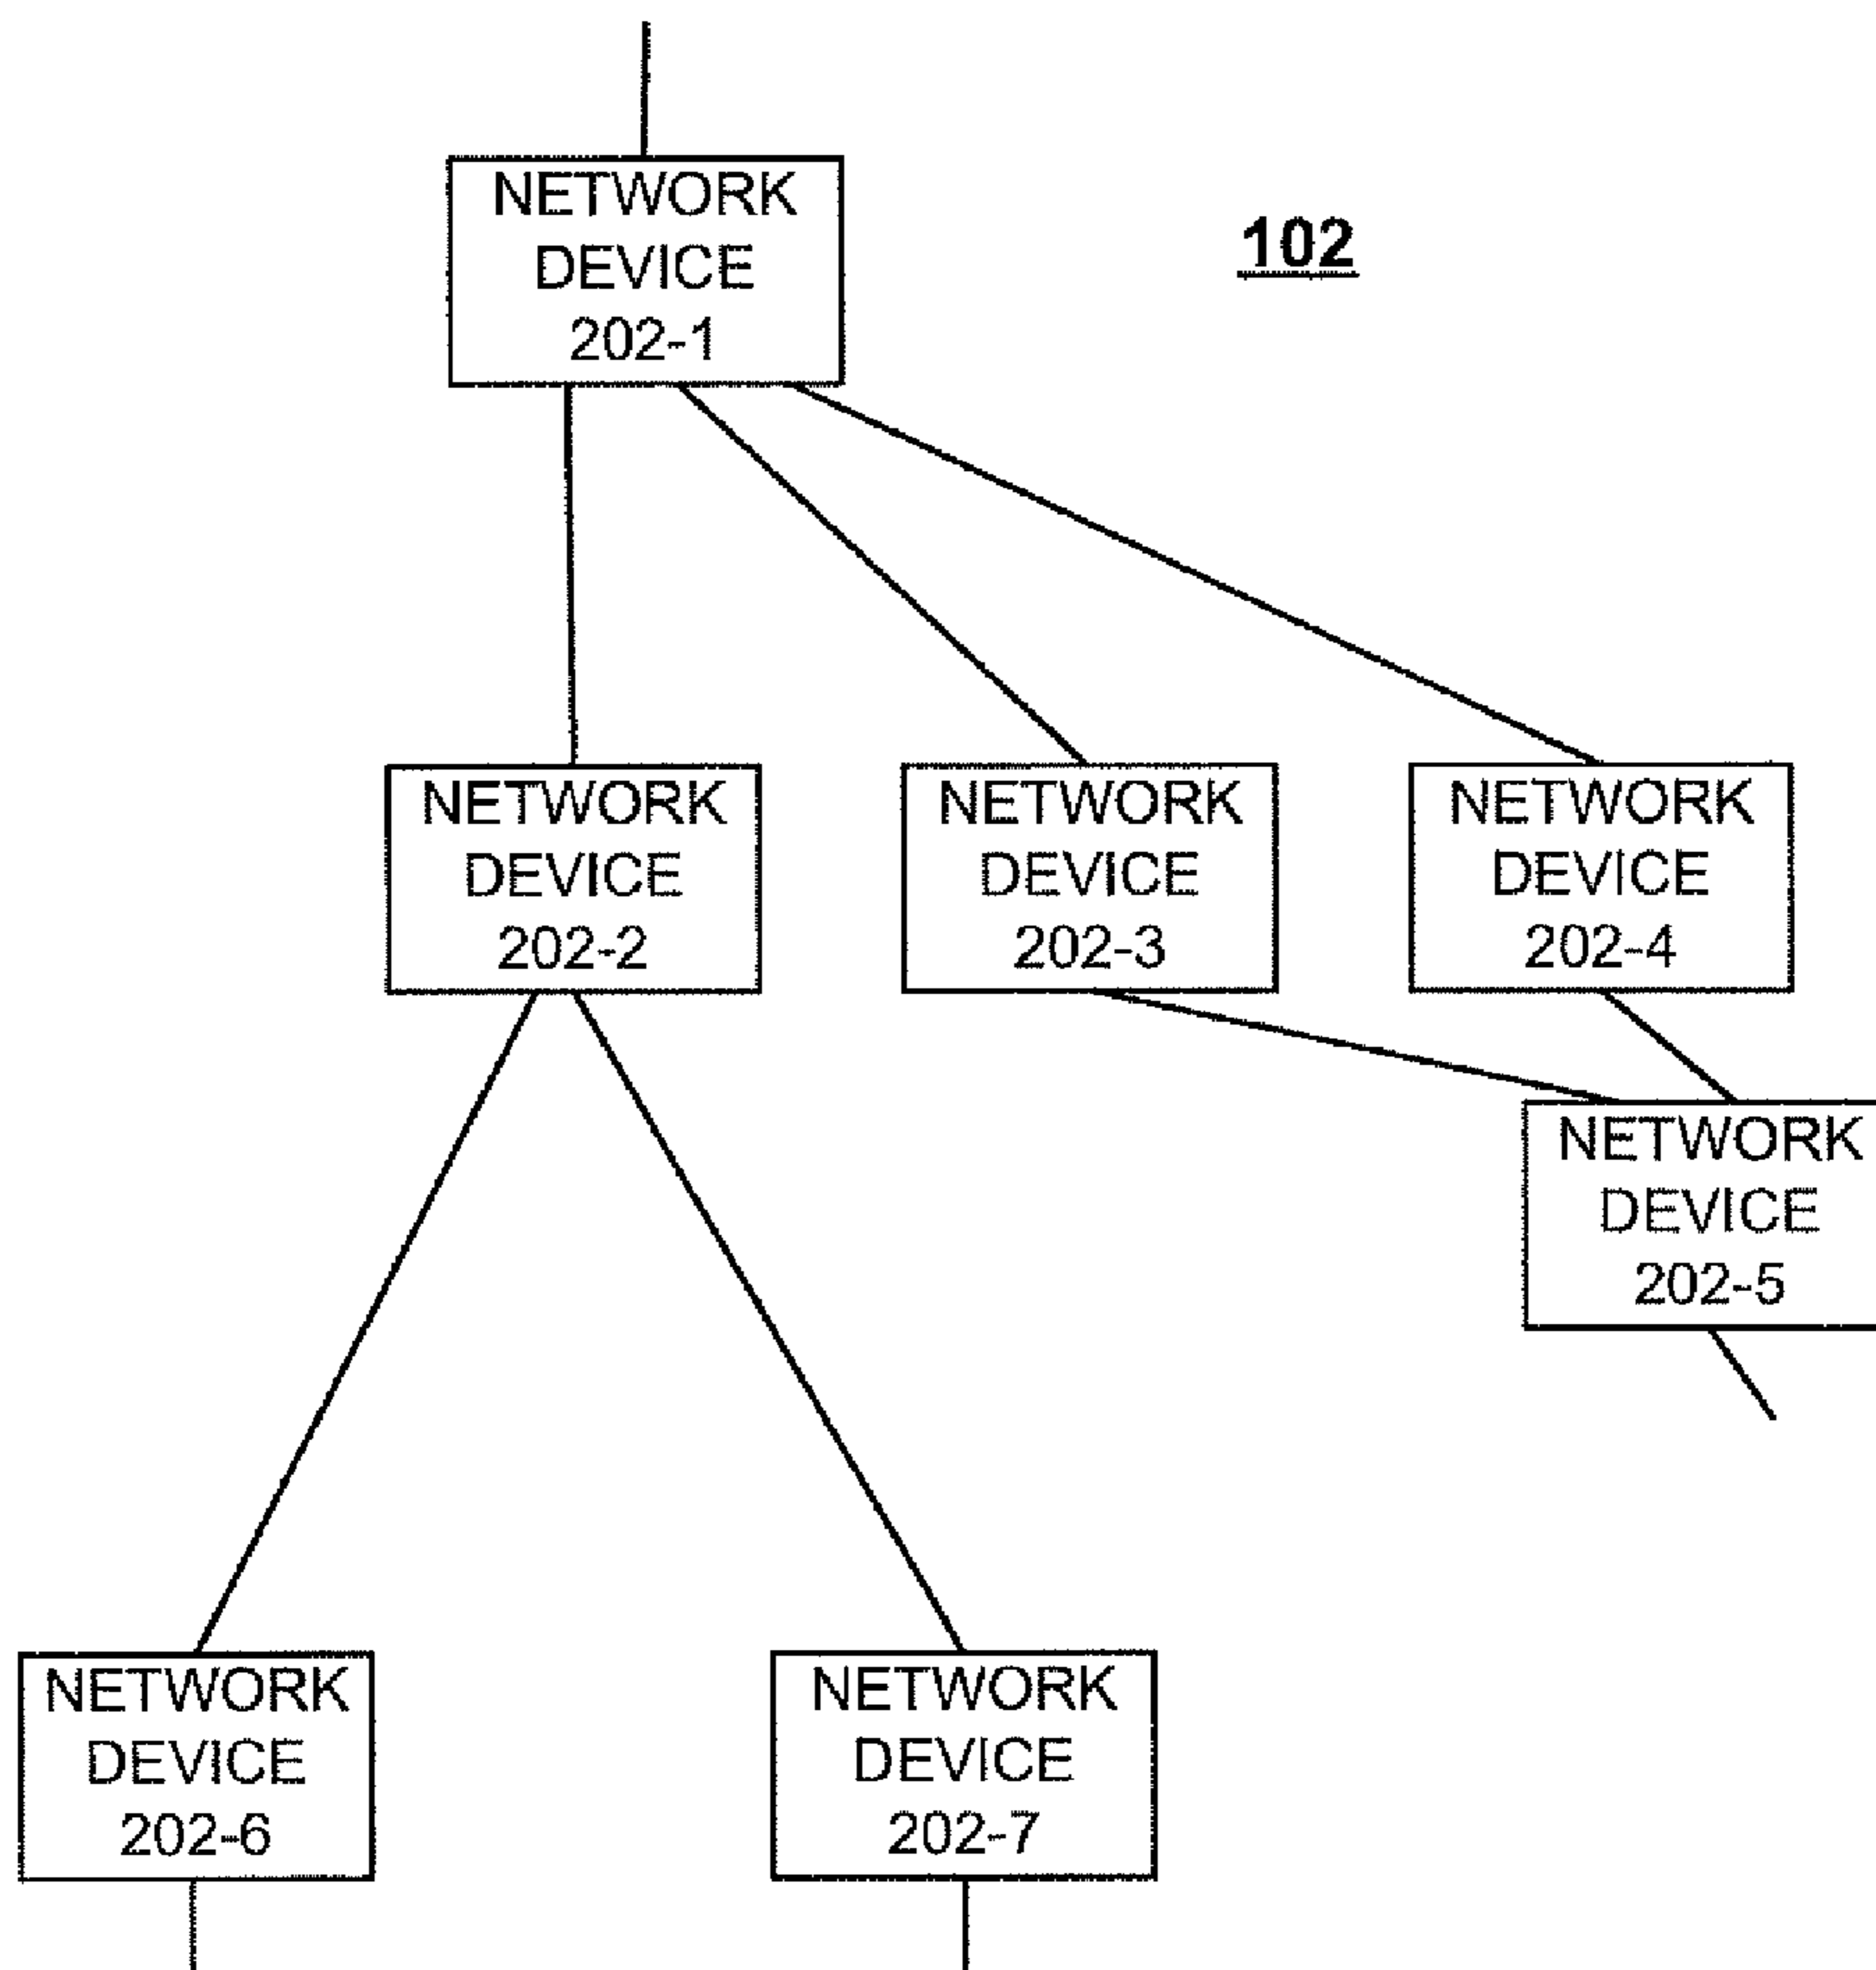 NETWORK
DEVICE
202-1
102
NETWORK
DEVICE
202-2
NETWORK
DEVICE
202-3
NETWORK
DEVICE
202-4
NETWORK
DEVICE
202-5
NETWORK
DEVICE
202-6
NETWORK
DEVICE
202-7